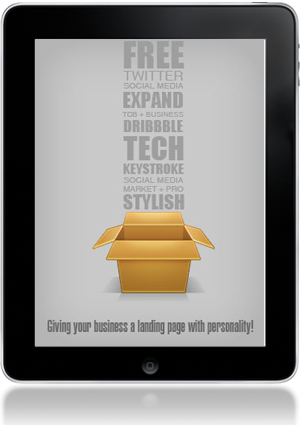 FREE
TWITTER
SOCIAL MEDIA
EXPAND
TCB + BUSINESS
DRIBBBLE
TECH
KEYSTROKE
SOCIAL MEDIA
MARKET + PRO
STYLISH
Giving your business a landing page with personality!